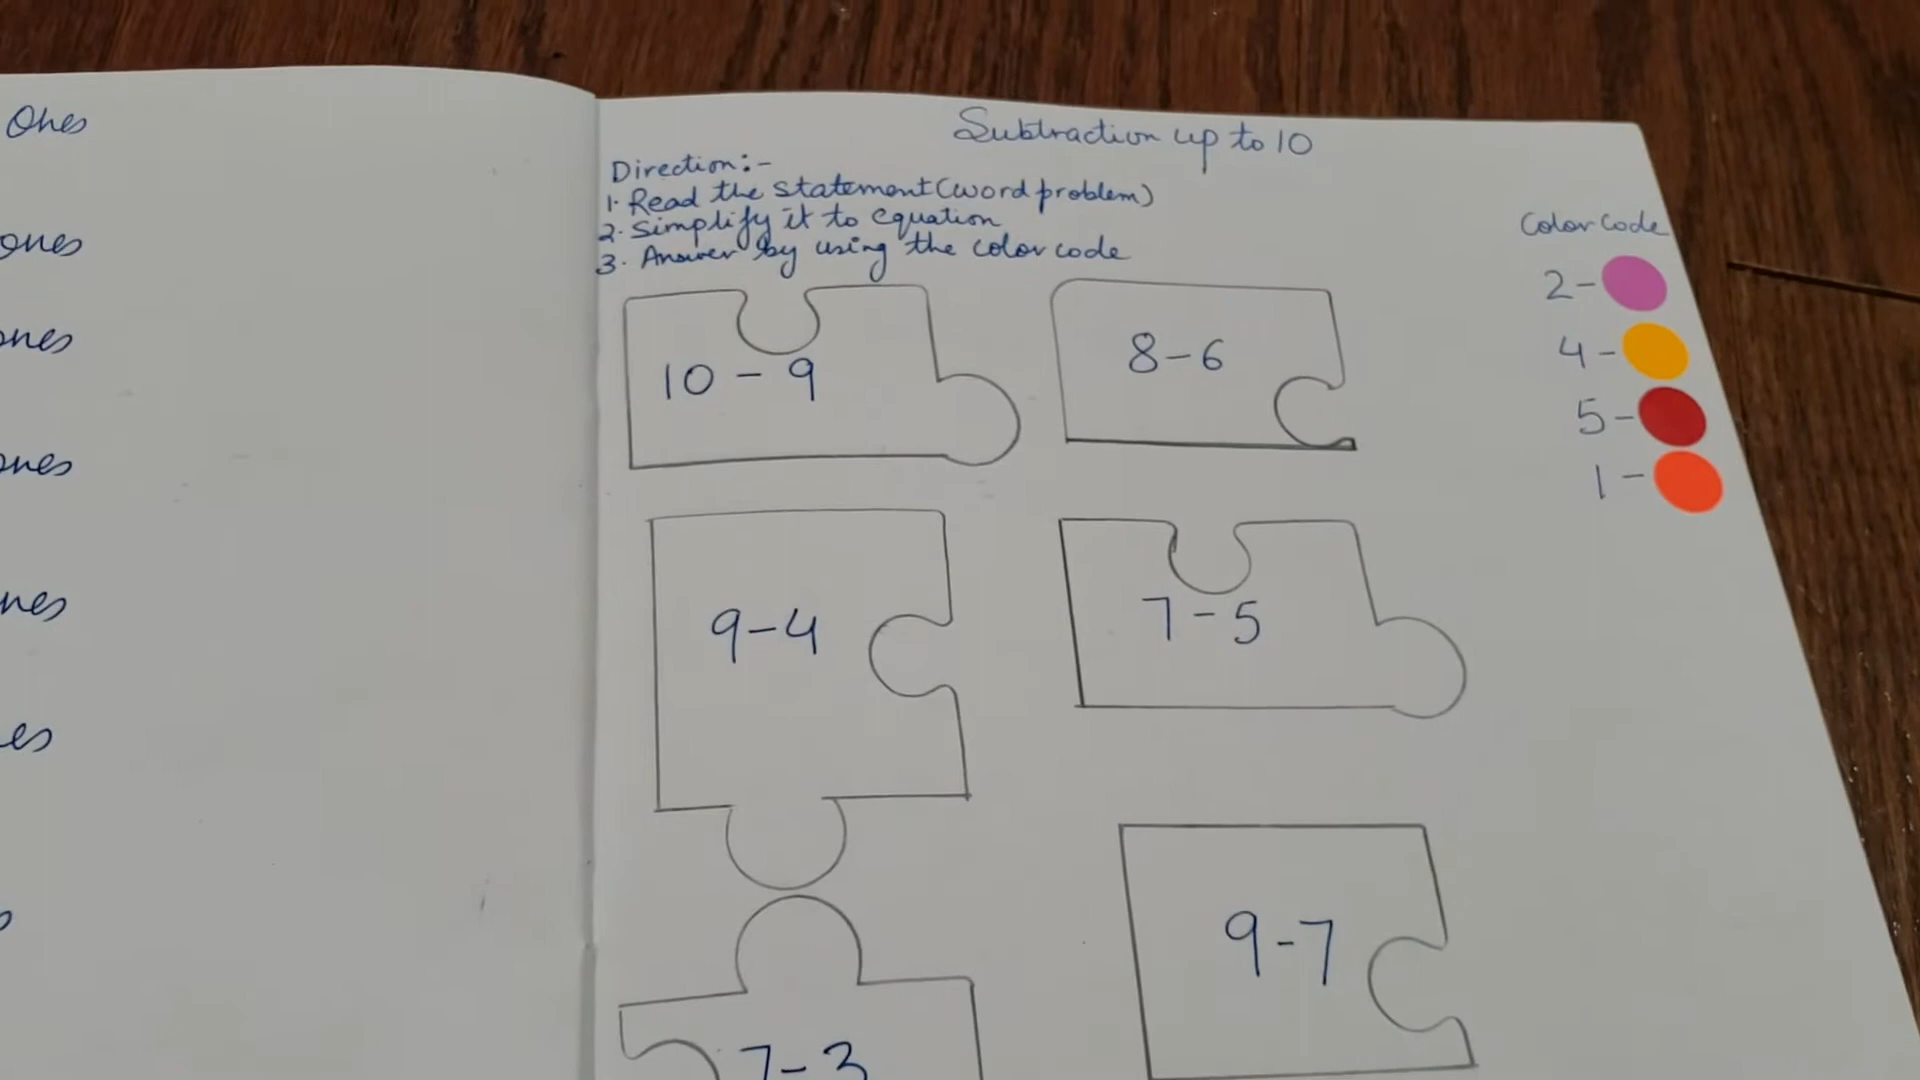 Ones
ones
ones
ones
nes
es
Subtraction up to 10
Direction:-
1. Read the statement(word problem)
2. Simplify it to equation
3. Answer by using the color code
Color Code
2-
4-
5-
1-
10 - 9
8-6
9-4
7-5
9-7
7-3